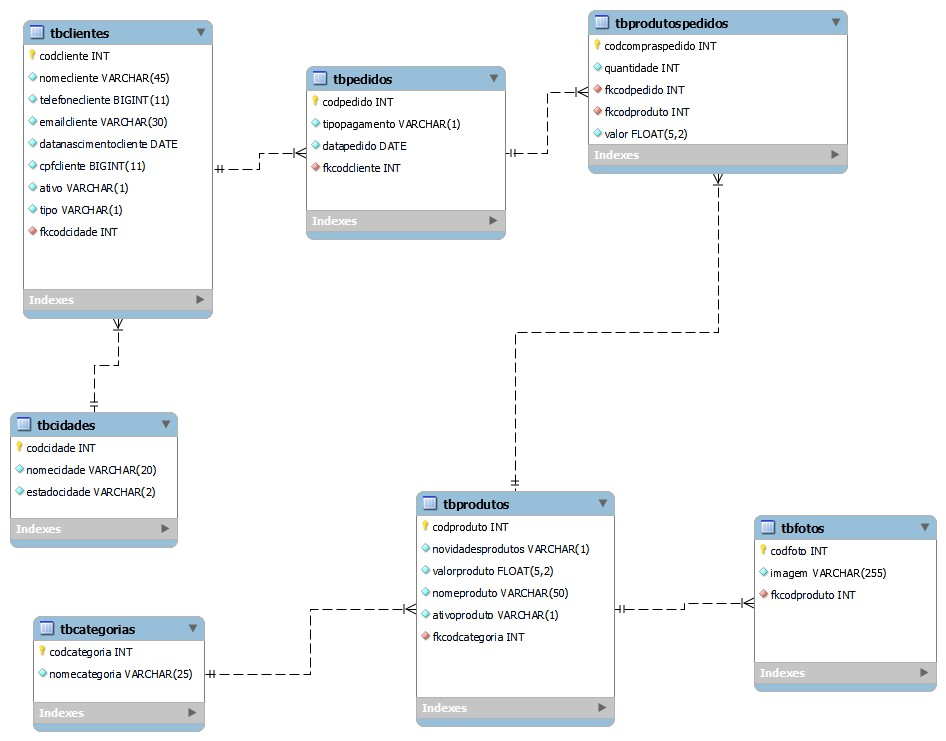 tbclientes
codcliente INT
nomecliente VARCHAR(45)
telefonecliente BIGINT(11)
emailcliente VARCHAR(30)
datanascimentocliente DATE
cpfcliente BIGINT(11)
ativo VARCHAR(1)
tipo VARCHAR(1)
fkcodcidade INT
Indexes
tbpedidos
codpedido INT
tipopagamento VARCHAR(1)
datapedido DATE
fkcodcliente INT
Indexes
tbprodutospedidos
codcompraspedido INT
quantidade INT
fkcodpedido INT
fkcodproduto INT
valor FLOAT(5,2)
Indexes
tbcidades
codcidade INT
nomecidade VARCHAR(20)
estadocidade VARCHAR(2)
Indexes
tbprodutos
codproduto INT
novidadesprodutos VARCHAR(1)
valorproduto FLOAT(5,2)
nomeproduto VARCHAR(50)
ativoproduto VARCHAR(1)
fkcodcategoria INT
Indexes
tbfotos
codfoto INT
imagem VARCHAR(255)
fkcodproduto INT
Indexes
tbcategorias
codcategoria INT
nomecategoria VARCHAR(25)
Indexes